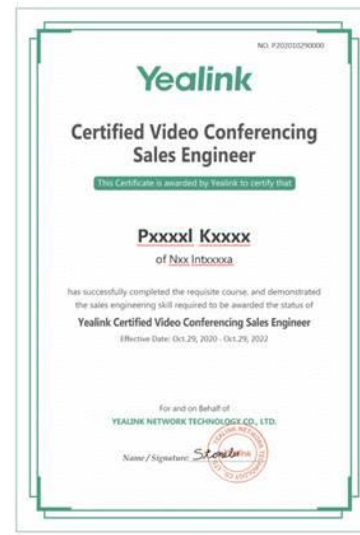 NO. P202010290000
Yealink
Certified Video Conferencing
Sales Engineer
This Certificate is awarded by Yealink to certify that
Pxxxxl Kxxxx
of Nxx Intxxxxa
has successfully completed the requisite course, and demonstrated
the sales engineering skill required to be awarded the status of
Yealink Certified Video Conferencing Sales Engineer
Effective Date: Oct.29, 2020 - Oct.29, 2022
For and on Behalf of
YEALINK NETWORK TECHNOLOGY CO., LTD.
Name / Signature: